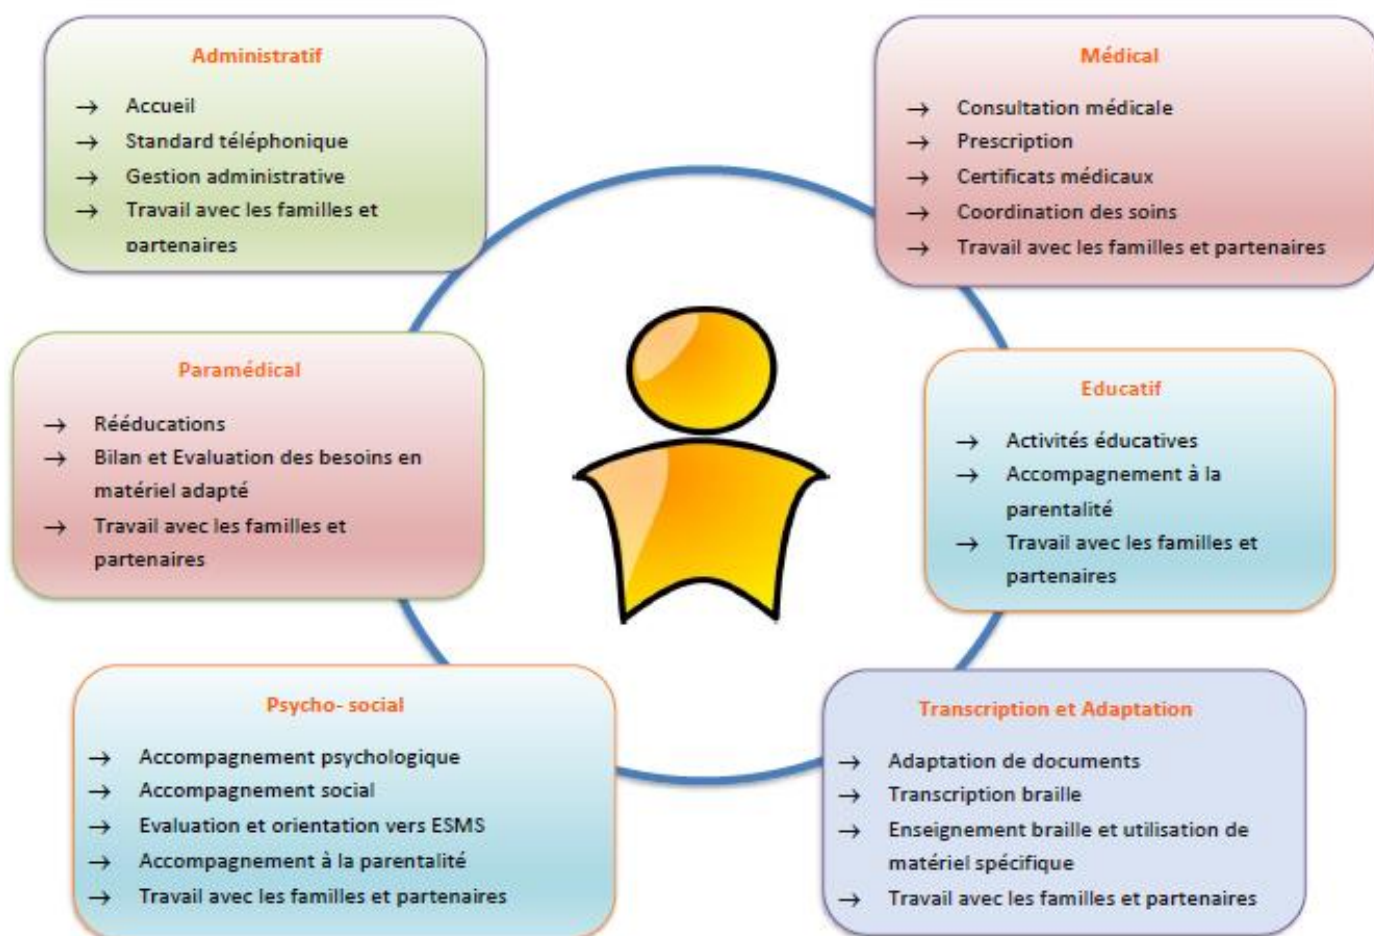 Administratif
→ Accueil
→ Standard téléphonique
→ Gestion administrative
→ Travail avec les familles et
partenaires
Médical
→ Consultation médicale
→ Prescription
→ Certificats médicaux
→ Coordination des soins
→ Travail avec les familles et partenaires
Paramédical
→ Rééducations
→ Bilan et Evaluation des besoins en
matériel adapté
→ Travail avec les familles et
partenaires
Educatif
→ Activités éducatives
→ Accompagnement à la
parentalité
→ Travail avec les familles et
partenaires
Psycho- social
→ Accompagnement psychologique
→ Accompagnement social
→ Evaluation et orientation vers ESMS
→ Accompagnement à la parentalité
→ Travail avec les familles et partenaires
Transcription et Adaptation
→ Adaptation de documents
→ Transcription braille
→ Enseignement braille et utilisation de
matériel spécifique
→ Travail avec les familles et partenaires